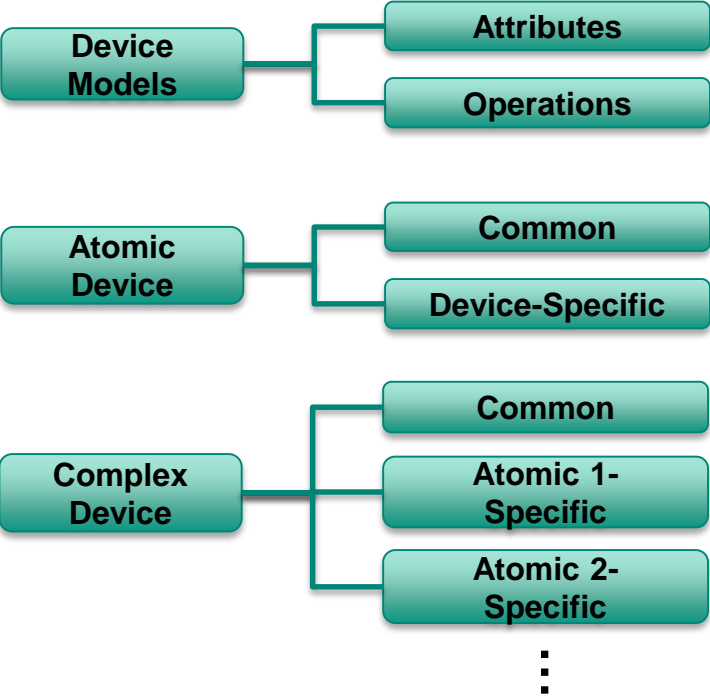 Device
Models
Attributes
Operations
Atomic
Device
Common
Device-Specific
Complex
Device
Common
Atomic 1-
Specific
Atomic 2-
Specific
⋮